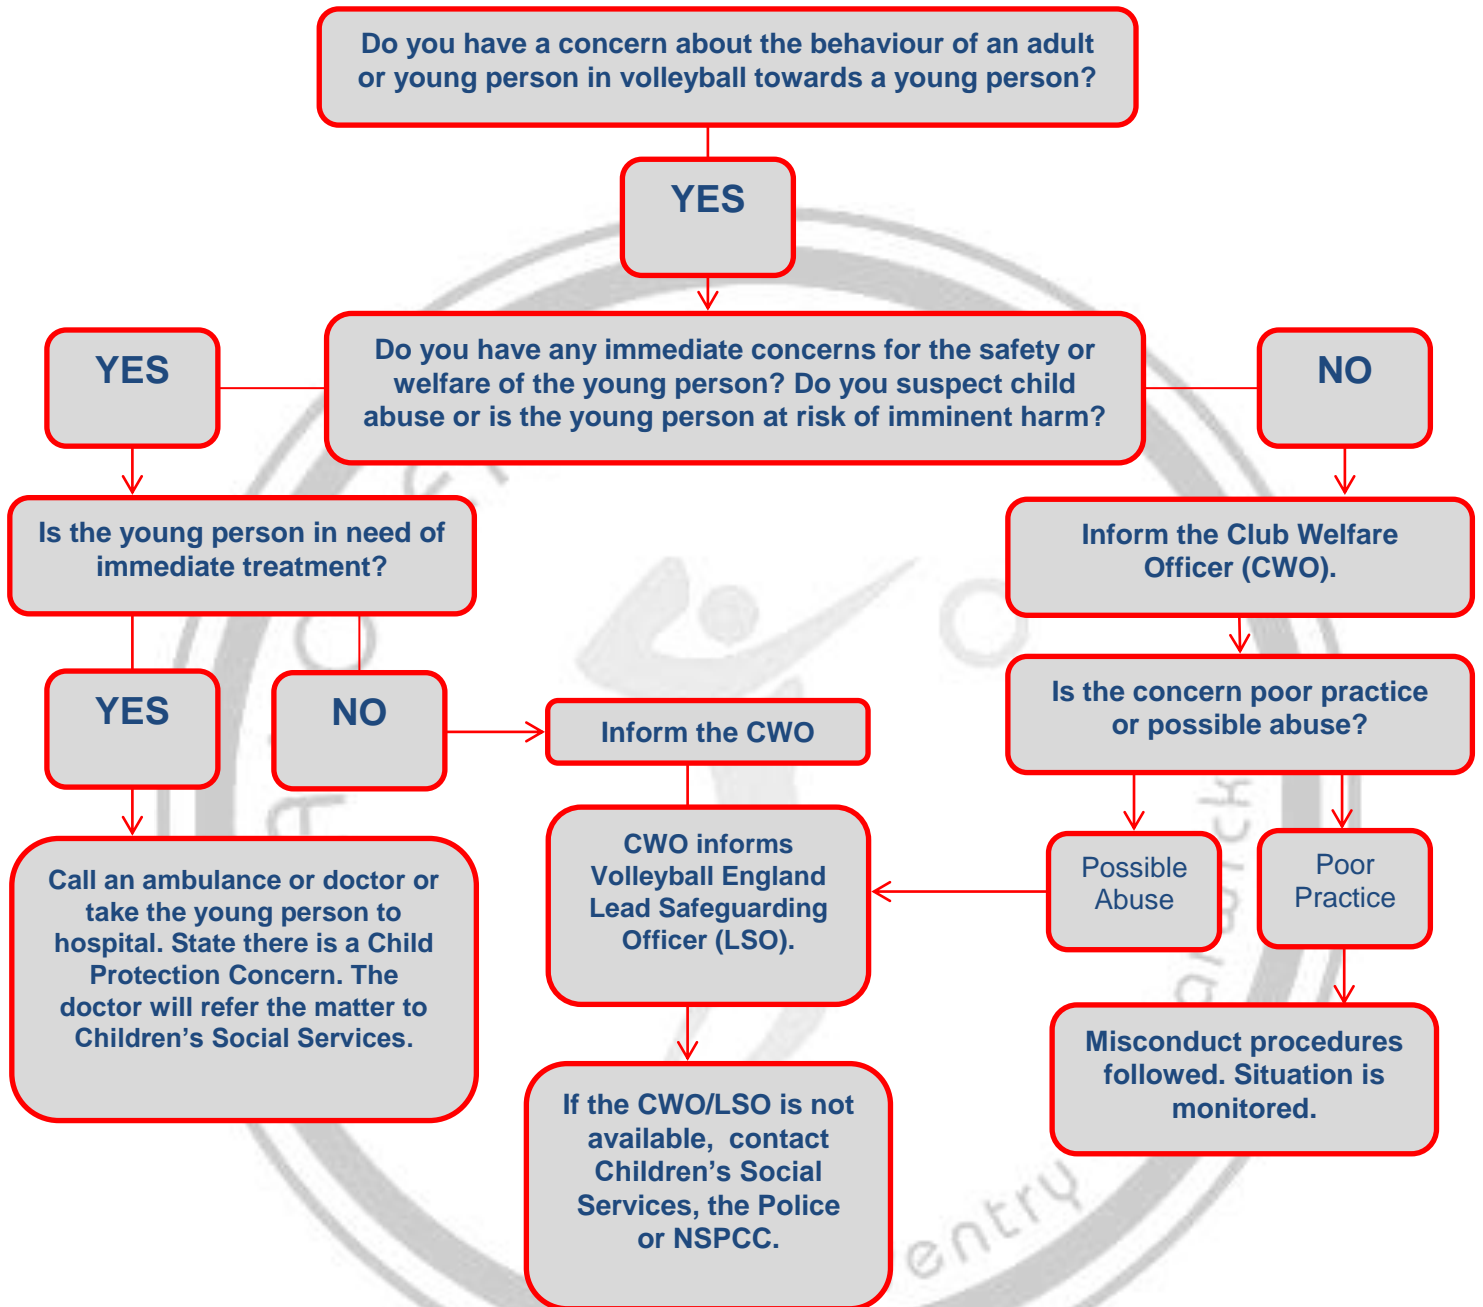 Do you have a concern about the behaviour of an adult
or young person in volleyball towards a young person?
YES
YES
Do you have any immediate concerns for the safety or
welfare of the young person? Do you suspect child
abuse or is the young person at risk of imminent harm?
NO
Is the young person in need of
immediate treatment?
Inform the Club Welfare
Officer (CWO).
YES
NO
Inform the CWO
Is the concern poor practice
or possible abuse?
Call an ambulance or doctor or
take the young person to
hospital. State there is a Child
Protection Concern. The
doctor will refer the matter to
Children’s Social Services.
CWO informs
Volleyball England
Lead Safeguarding
Officer (LSO).
Possible
Abuse
Poor
Practice
If the CWO/LSO is not
available,  contact
Children’s Social
Services, the Police
or NSPCC.
Misconduct procedures
followed. Situation is
monitored.